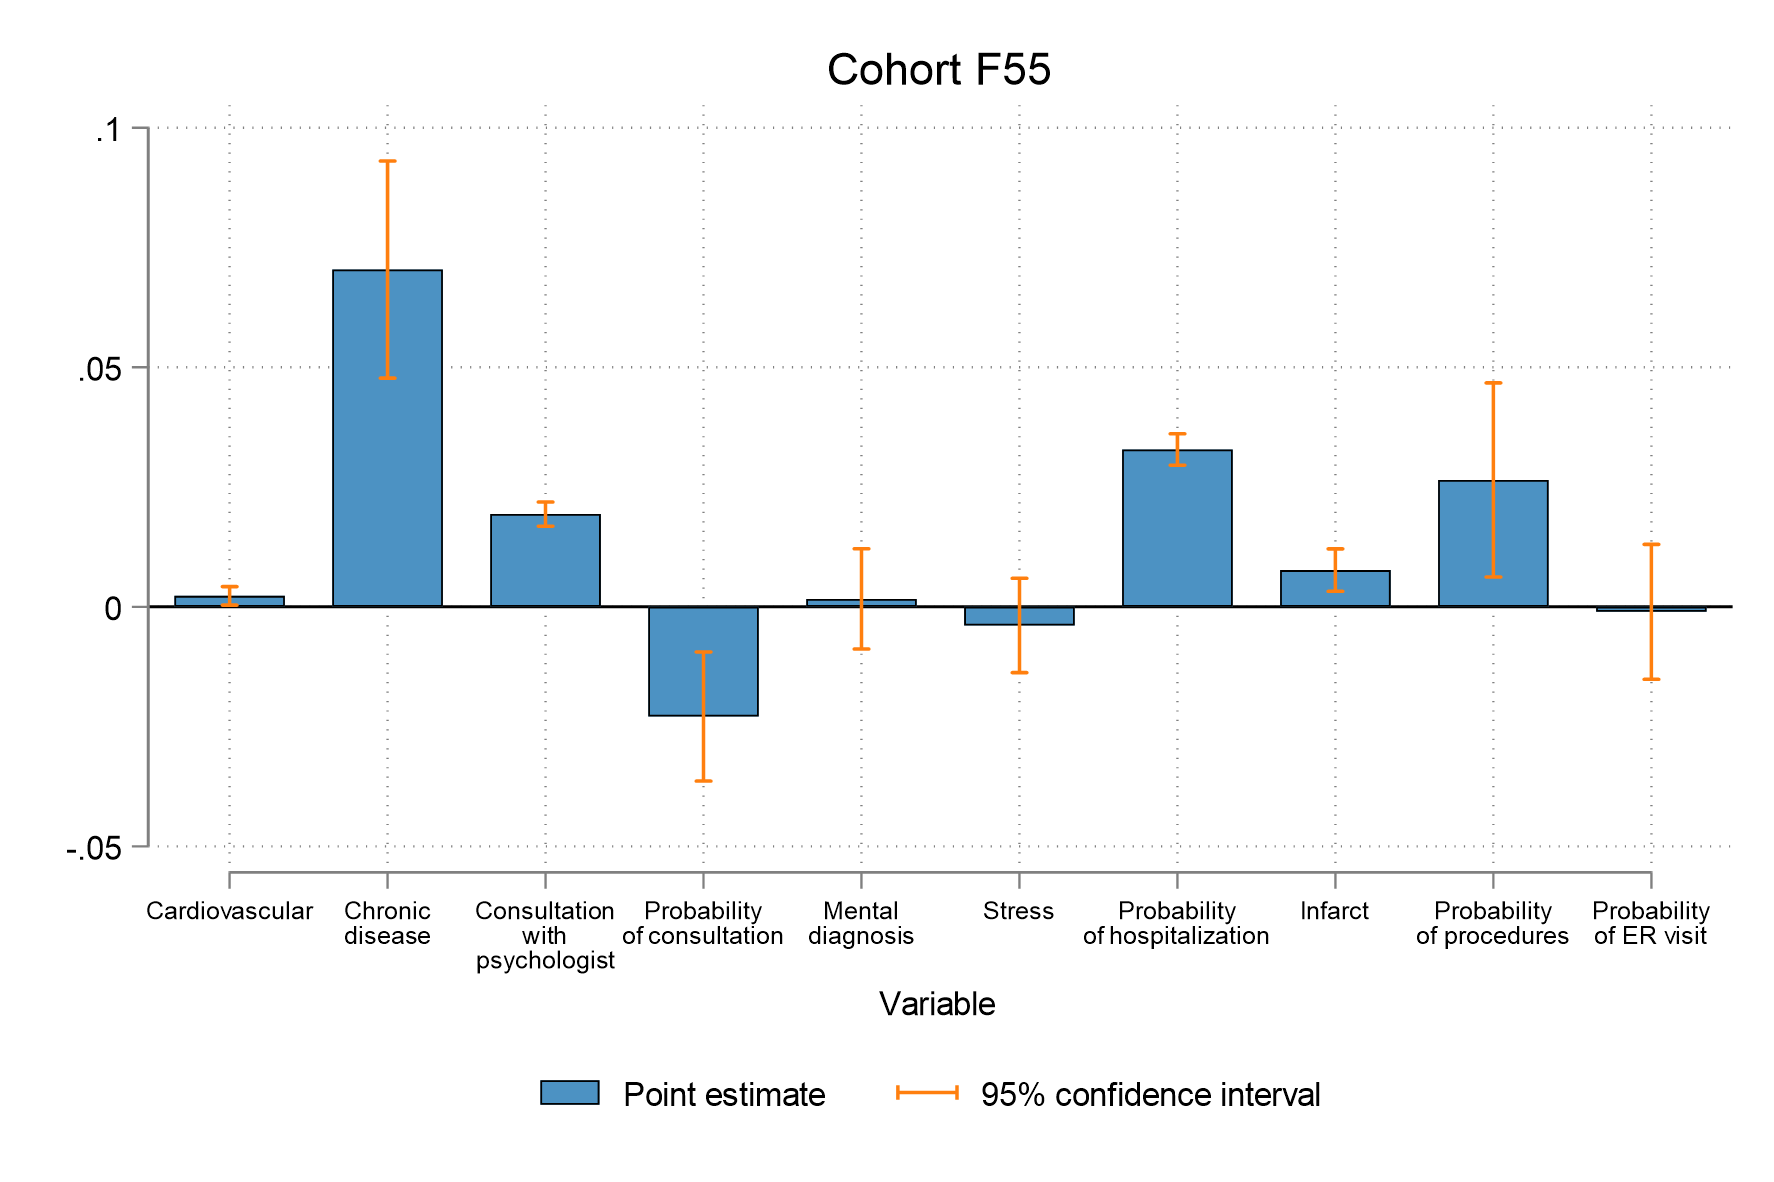 Cohort F55
.1
.05
0
-.05
Cardiovascular
Chronic
disease
Consultation
with
psychologist
Probability
of consultation
Mental
diagnosis
Stress
Probability
of hospitalization
Infarct
Probability
of procedures
Probability
of ER visit
Variable
Point estimate
95% confidence interval